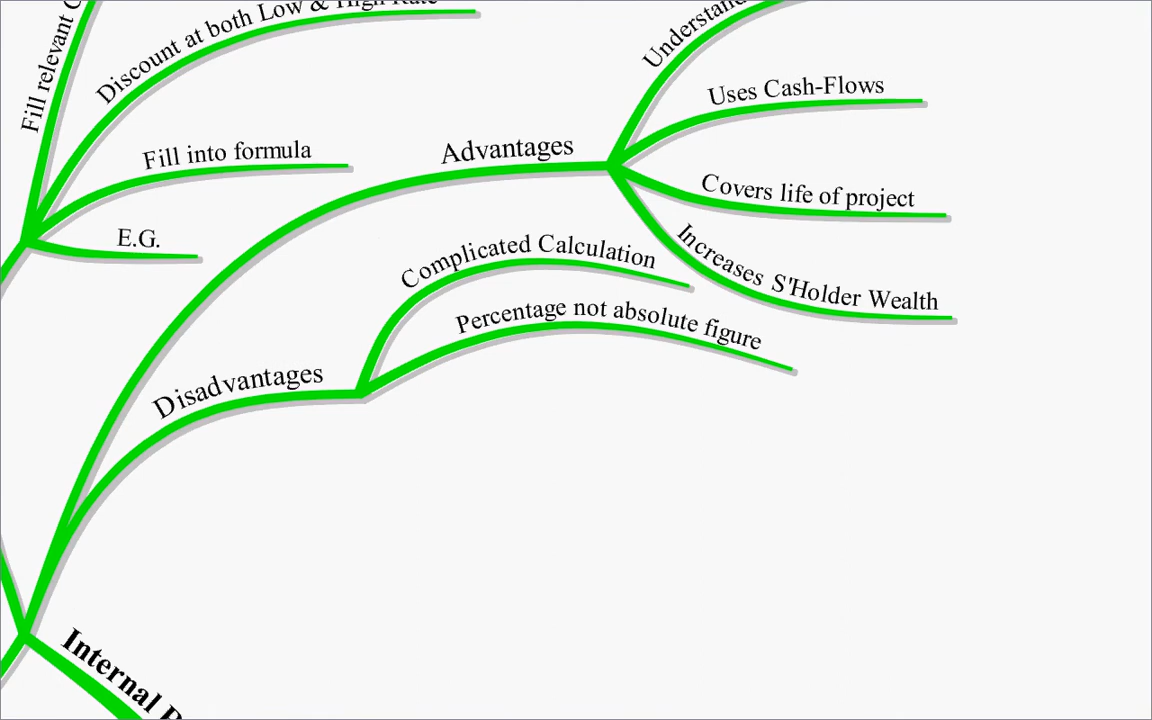 Fill relevant
Discount at both Low & High Rate
Fill into formula
E.G.
Advantages
Understand
Uses Cash-Flows
Covers life of project
Increases S'Holder Wealth
Disadvantages
Complicated Calculation
Percentage not absolute figure
Internal